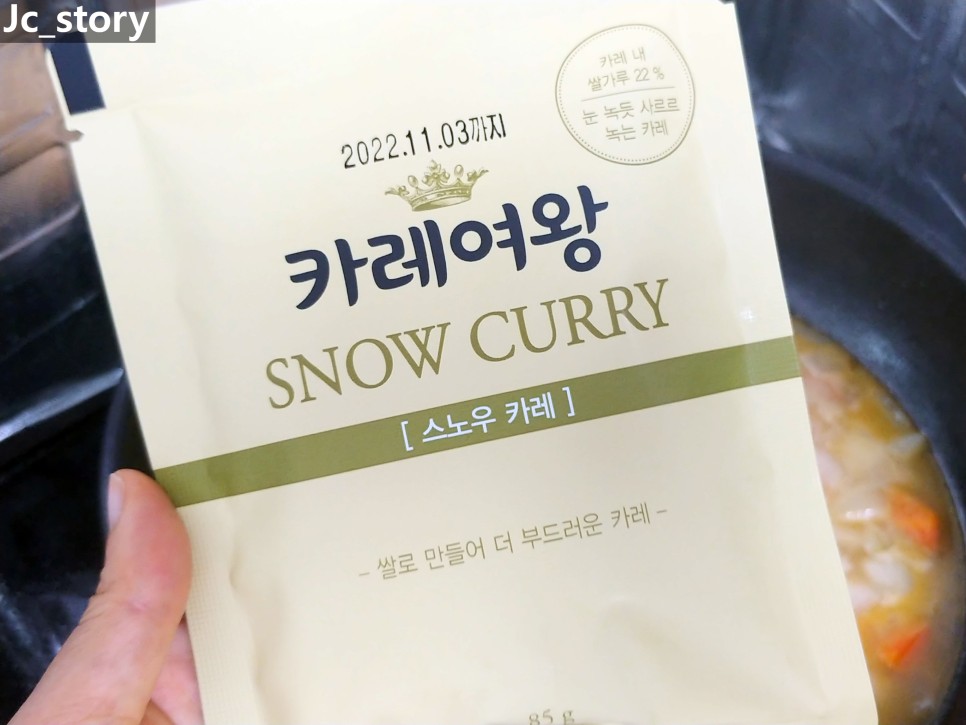 Jc_story
카레 내
쌀가루 22%
눈 녹듯 사르르
녹는 카레
2022.11.03까지
카레여왕
SNOW CURRY
[ 스노우 카레 ]
- 쌀로 만들어 더 부드러운 카레 -
85 g